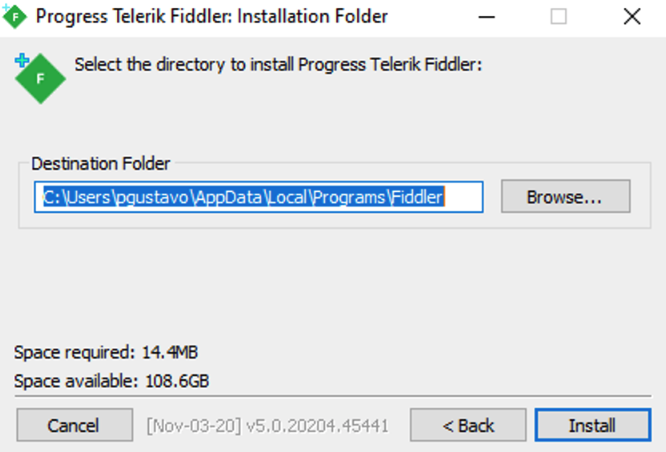 Progress Telerik Fiddler: Installation Folder
F
Select the directory to install Progress Telerik Fiddler:
Destination Folder
C:\Users\pgustavo\AppData\Local\Programs\Fiddler
Browse...
Space required: 14.4MB
Space available: 108.6GB
Cancel
[Nov-03-20] v5.0.20204.45441
< Back
Install